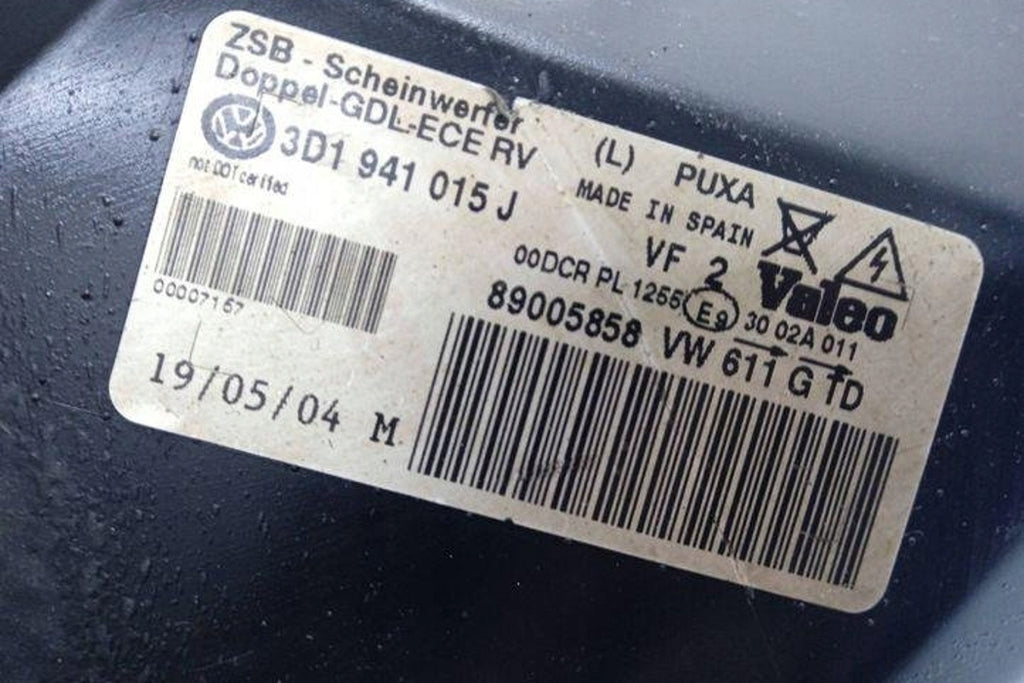 ZSB - Scheinwerfer
Doppel-GDL-ECE RV
3D1 941 015 J
not DOT certified
00007167
19/05/04 M
(L) PUXA
MADE IN SPAIN
VF 2
Valeo
00DCR PL 1255 E9 30 02A 011
89005858 VW 611 G TD